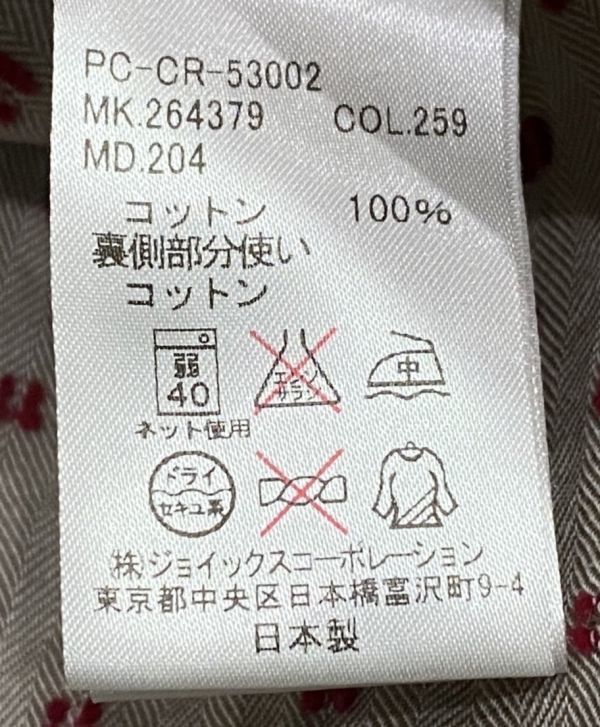 PC-CR-53002
MK.264379 COL.259
MD.204
コットン 100%
裏側部分使い
コットン
弱
40
エンソ
サラシ
中
ネット使用
ドライ
セキユ系
㈱ジョイックスコーポレーション
東京都中央区日本橋富沢町9-4
日本製